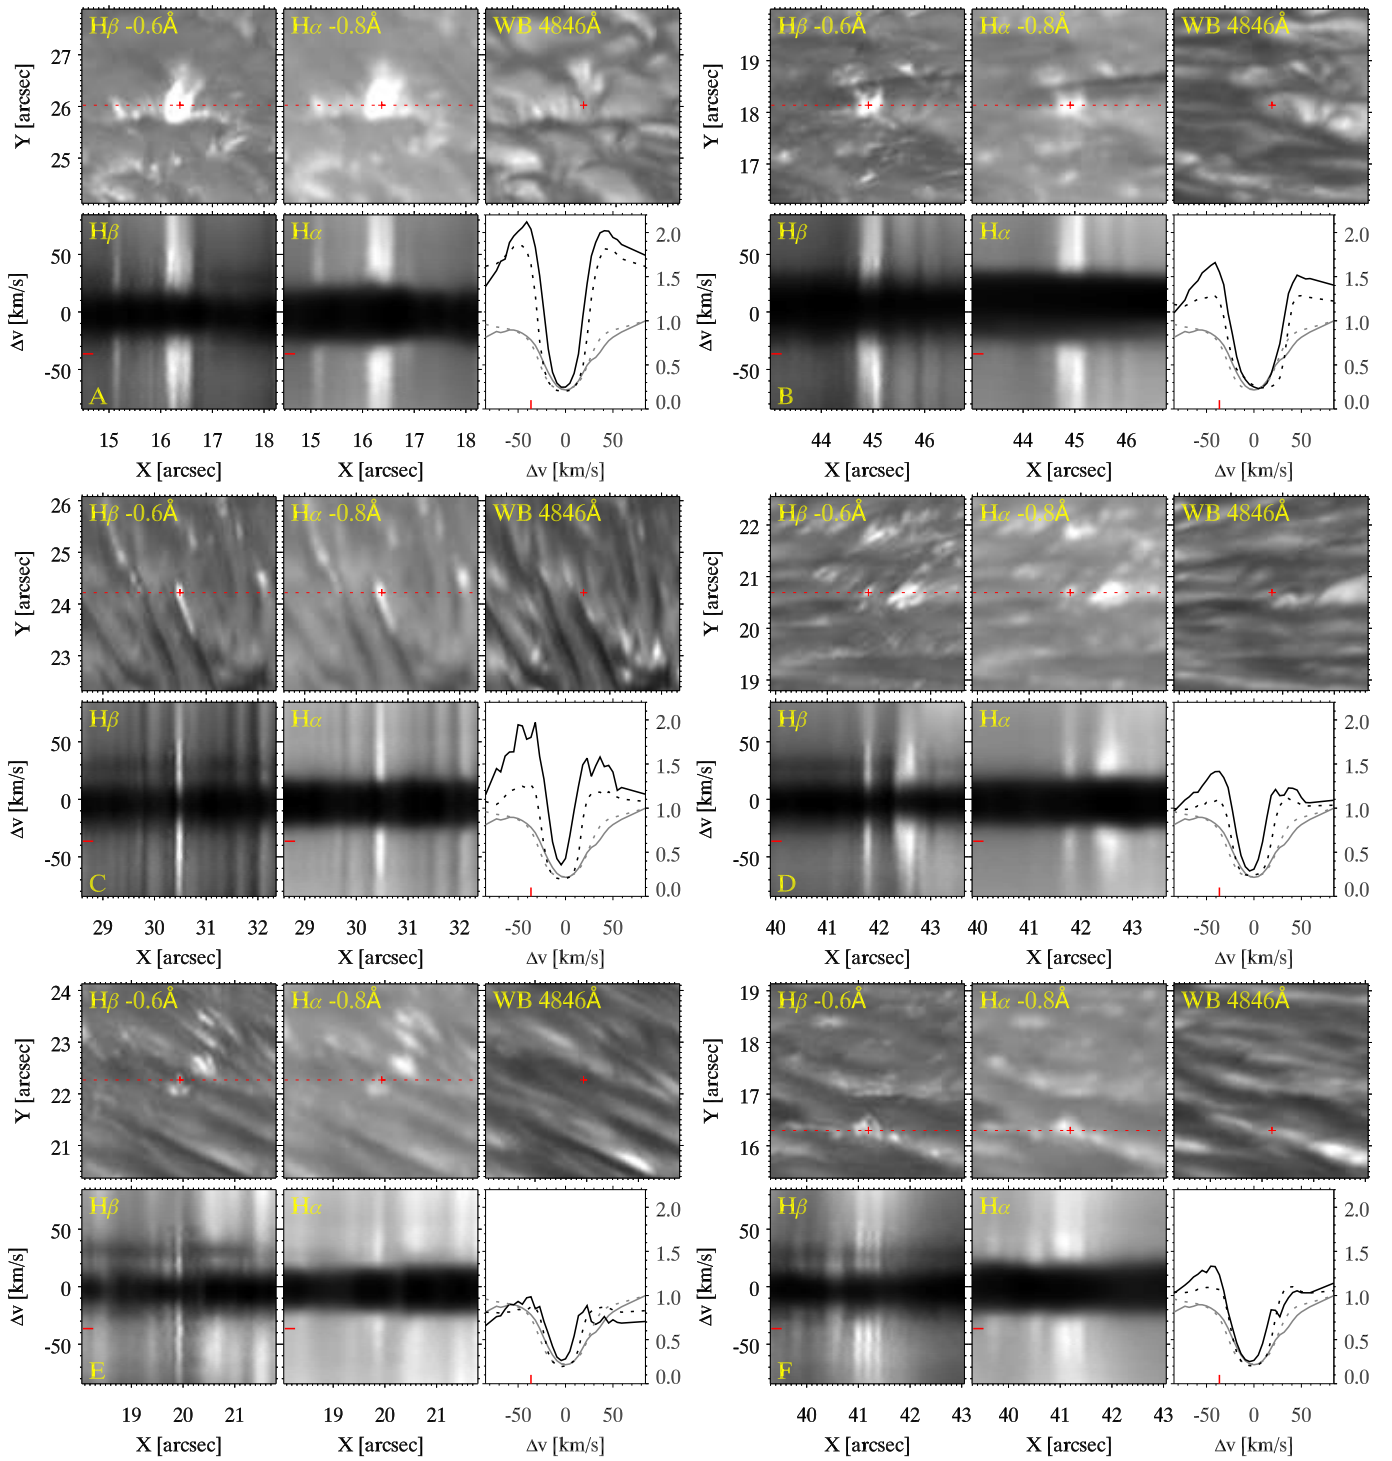 Hβ -0.6Å Hα -0.8Å WB 4846Å
27
26
25
Y [arcsec]
Hβ Hα
50
0
-50
Δv [km/s]
A
2.0
1.5
1.0
0.5
0.0
15 16 17 18 15 16 17 18 -50 0 50
X [arcsec] X [arcsec] Δv [km/s]
Hβ -0.6Å Hα -0.8Å WB 4846Å
19
18
17
Y [arcsec]
Hβ Hα
50
0
-50
Δv [km/s]
B
2.0
1.5
1.0
0.5
0.0
44 45 46 44 45 46 -50 0 50
X [arcsec] X [arcsec] Δv [km/s]
Hβ -0.6Å Hα -0.8Å WB 4846Å
26
25
24
23
Y [arcsec]
Hβ Hα
50
0
-50
Δv [km/s]
C
2.0
1.5
1.0
0.5
0.0
29 30 31 32 29 30 31 32 -50 0 50
X [arcsec] X [arcsec] Δv [km/s]
Hβ -0.6Å Hα -0.8Å WB 4846Å
22
21
20
19
Y [arcsec]
Hβ Hα
50
0
-50
Δv [km/s]
D
2.0
1.5
1.0
0.5
0.0
40 41 42 43 40 41 42 43 -50 0 50
X [arcsec] X [arcsec] Δv [km/s]
Hβ -0.6Å Hα -0.8Å WB 4846Å
24
23
22
21
Y [arcsec]
Hβ Hα
50
0
-50
Δv [km/s]
E
2.0
1.5
1.0
0.5
0.0
19 20 21 19 20 21 -50 0 50
X [arcsec] X [arcsec] Δv [km/s]
Hβ -0.6Å Hα -0.8Å WB 4846Å
19
18
17
16
Y [arcsec]
Hβ Hα
50
0
-50
Δv [km/s]
F
2.0
1.5
1.0
0.5
0.0
40 41 42 43 40 41 42 43 -50 0 50
X [arcsec] X [arcsec] Δv [km/s]